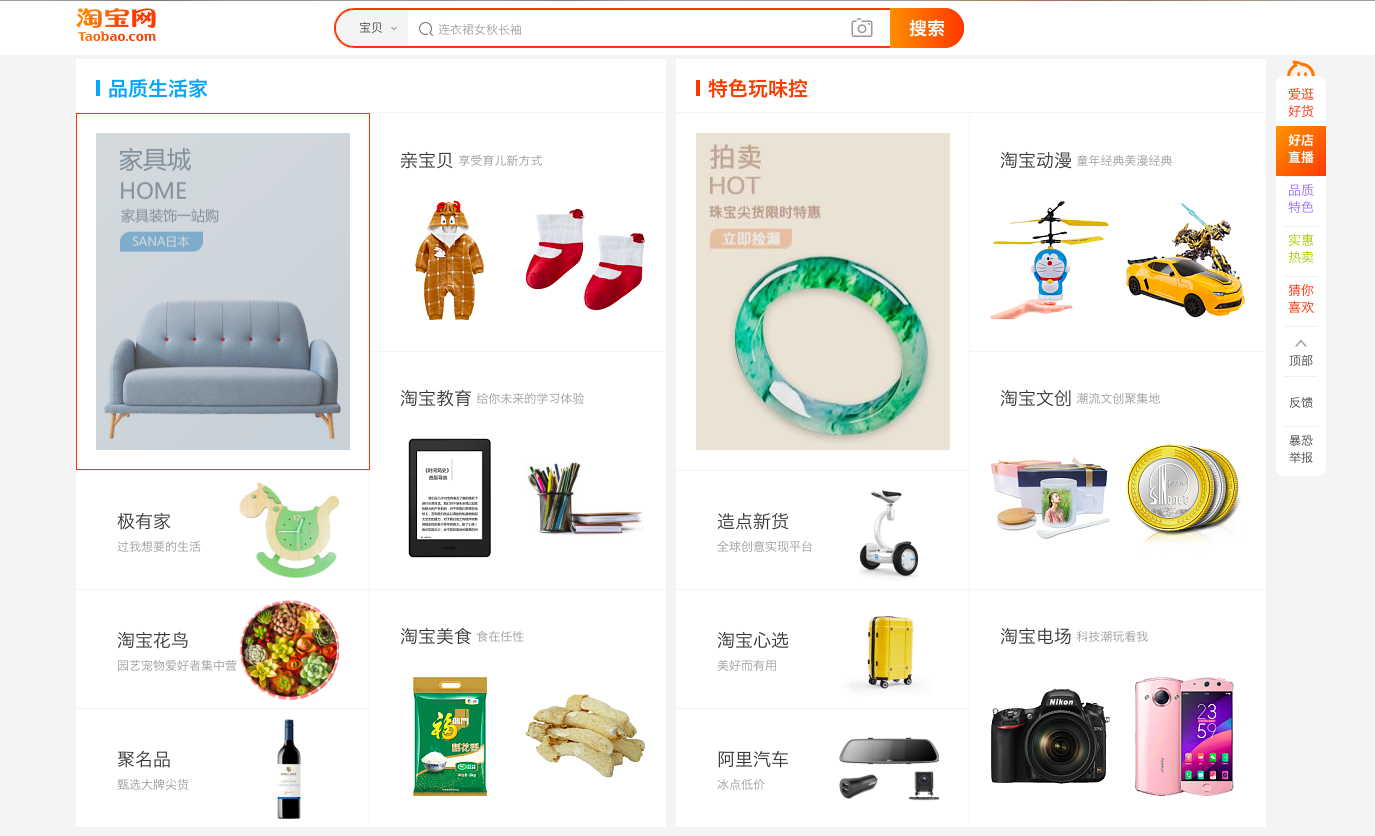 淘宝网
Taobao.com
宝贝
连衣裙女秋长袖
搜索
品质生活家
家具城
HOME
家具装饰一站购
SANA日本
亲宝贝 享受育儿新方式
淘宝教育 给你未来的学习体验
《时间简史》
极有家
过我想要的生活
淘宝花鸟
园艺宠物爱好者集中营
淘宝美食 食在任性
福
聚名品
甄选大牌尖货
特色玩味控
拍卖
HOT
珠宝尖货限时特惠
立即捡漏
淘宝动漫 童年经典美漫经典
淘宝文创 潮流文创聚集地
造点新货
全球创意实现平台
淘宝心选
美好而有用
淘宝电场 科技潮玩看我
Nikon
23
59
阿里汽车
冰点低价
爱逛
好货
好店
直播
品质
特色
实惠
热卖
猜你
喜欢
顶部
反馈
暴恐
举报